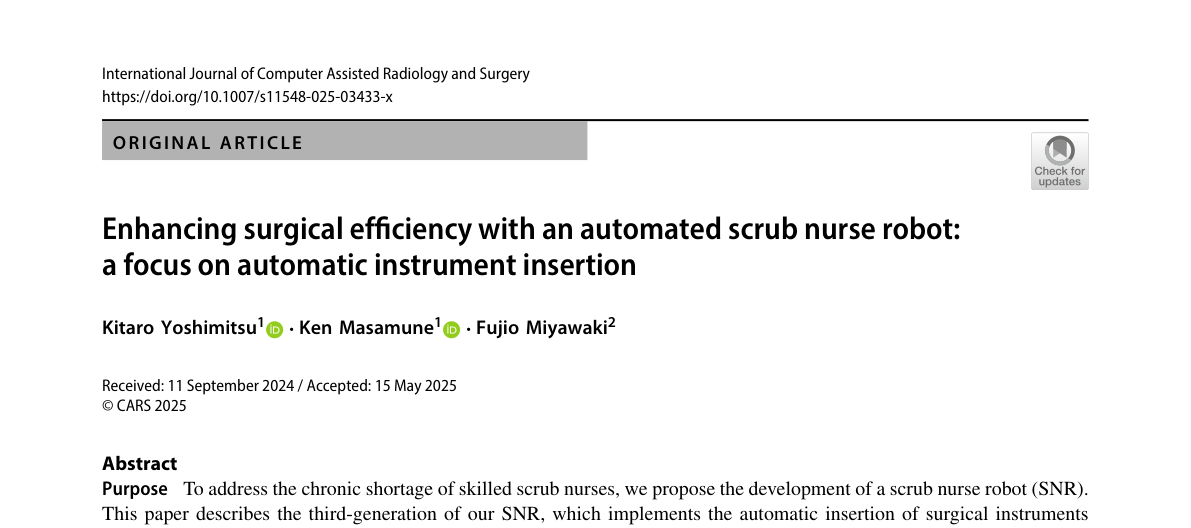 International Journal of Computer Assisted Radiology and Surgery
https://doi.org/10.1007/s11548-025-03433-x
ORIGINAL ARTICLE
Check for
updates
Enhancing surgical efficiency with an automated scrub nurse robot:
a focus on automatic instrument insertion
Kitaro Yoshimitsu1 iD · Ken Masamune1 iD · Fujio Miyawaki2
Received: 11 September 2024 / Accepted: 15 May 2025
© CARS 2025
Abstract
Purpose To address the chronic shortage of skilled scrub nurses, we propose the development of a scrub nurse robot (SNR).
This paper describes the third-generation of our SNR, which implements the automatic insertion of surgical instruments